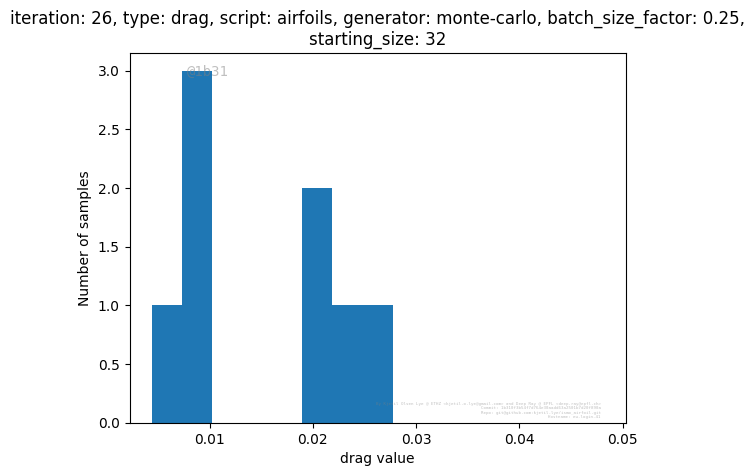 iteration: 26, type: drag, script: airfoils, generator: monte-carlo, batch_size_factor: 0.25,
starting_size: 32
@1b31
3.0
2.5
2.0
1.5
1.0
0.5
0.0
Number of samples
0.01
0.02
0.03
0.04
0.05
drag value